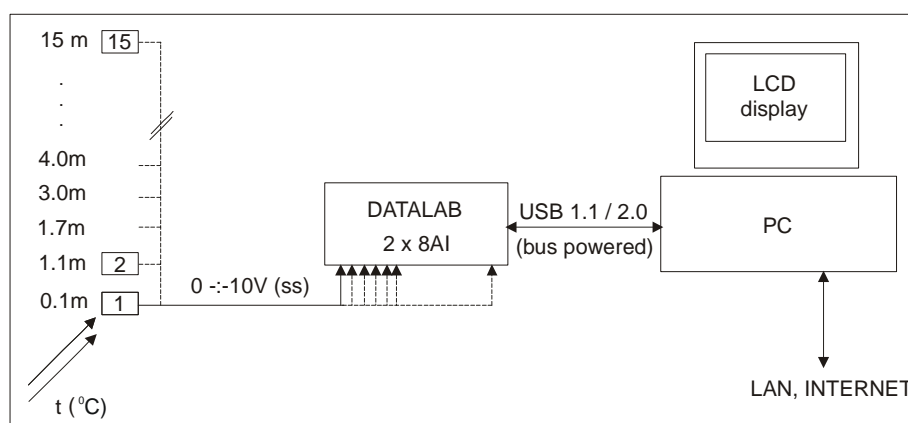 15 m 15
.
.
.
4.0m
3.0m
1.7m
1.1m 2
0.1m 1
t ( °C)
0 -:-10V (ss)
DATALAB
2 x 8AI
USB 1.1 / 2.0
(bus powered)
LCD
display
PC
LAN, INTERNET